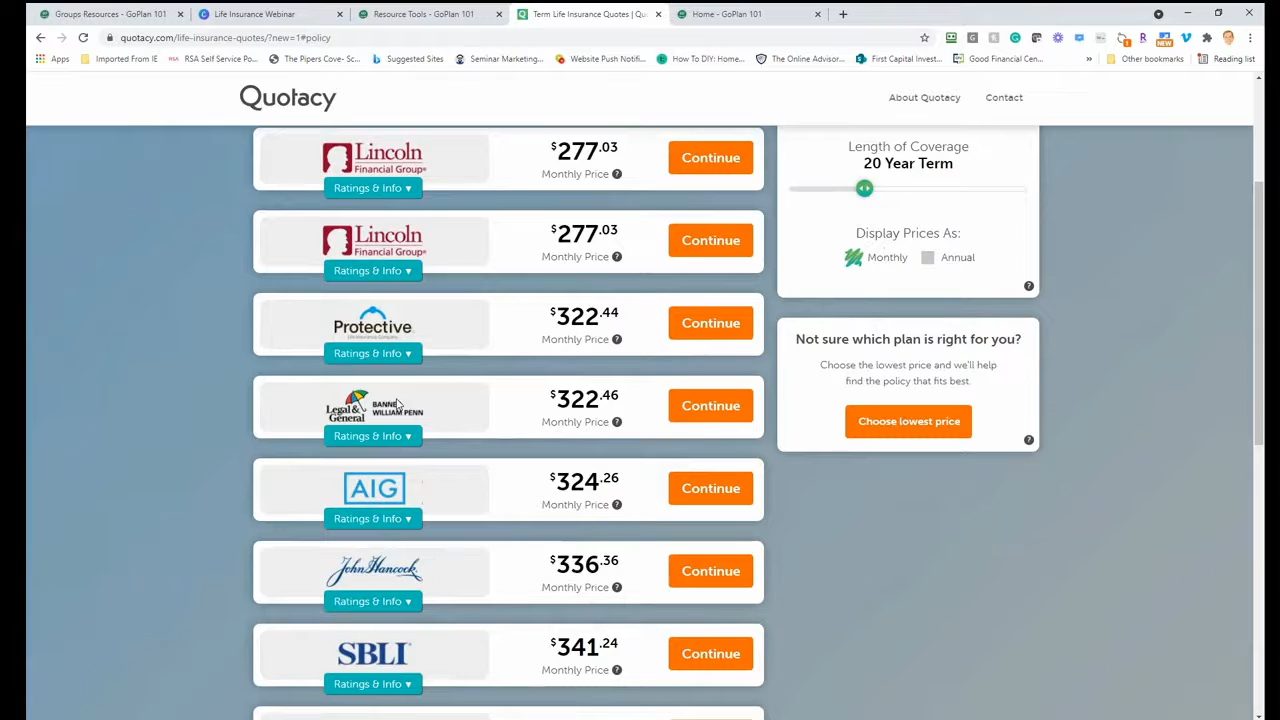 Groups Resources - GoPlan 101
Life Insurance Webinar
Resource Tools - GoPlan 101
Term Life Insurance Quotes | Qu
Home - GoPlan 101
quotacy.com/life-insurance-quotes/?new=1#policy
Apps
Imported From IE
RSA Self Service Po...
The Pipers Cove- Sc...
Suggested Sites
Seminar Marketing...
Website Push Notifi...
How To DIY: Home...
The Online Advisor...
First Capital Invest...
Good Financial Cen...
Other bookmarks
Reading list
Quotacy
About Quotacy
Contact
Lincoln
Financial Group®
Ratings & Info ▼
$277.03
Monthly Price ?
Continue
Lincoln
Financial Group®
Ratings & Info ▼
$277.03
Monthly Price ?
Continue
Protective
Life Insurance Company
Ratings & Info ▼
$322.44
Monthly Price ?
Continue
Legal &
General
BANNE
WILLIAM PENN
Ratings & Info ▼
$322.46
Monthly Price ?
Continue
AIG
Ratings & Info ▼
$324.26
Monthly Price ?
Continue
John Hancock
Ratings & Info ▼
$336.36
Monthly Price ?
Continue
SBLI
Ratings & Info ▼
$341.24
Monthly Price ?
Continue
Length of Coverage
20 Year Term
Display Prices As:
Monthly
Annual
?
Not sure which plan is right for you?
Choose the lowest price and we'll help
find the policy that fits best.
Choose lowest price
?